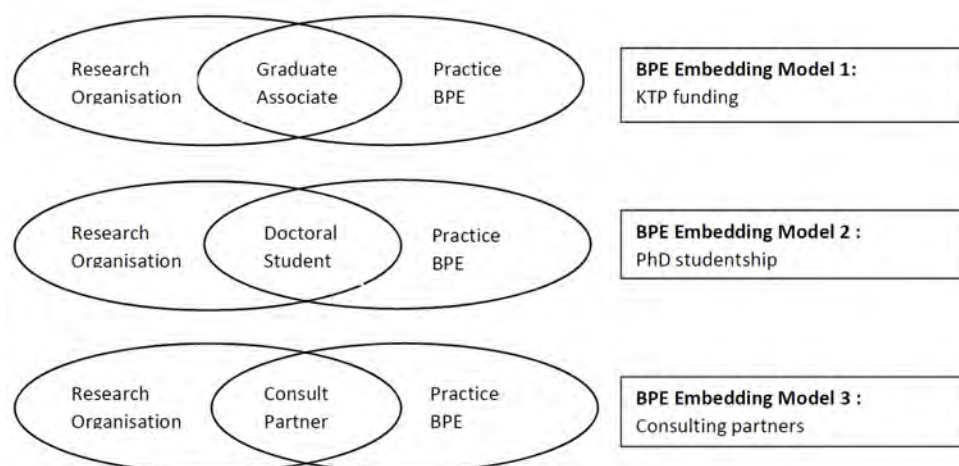 Research
Organisation
Graduate
Associate
Practice
BPE
BPE Embedding Model 1:
KTP funding
Research
Organisation
Doctoral
Student
Practice
BPE
BPE Embedding Model 2 :
PhD studentship
Research
Organisation
Consult
Partner
Practice
BPE
BPE Embedding Model 3 :
Consulting partners